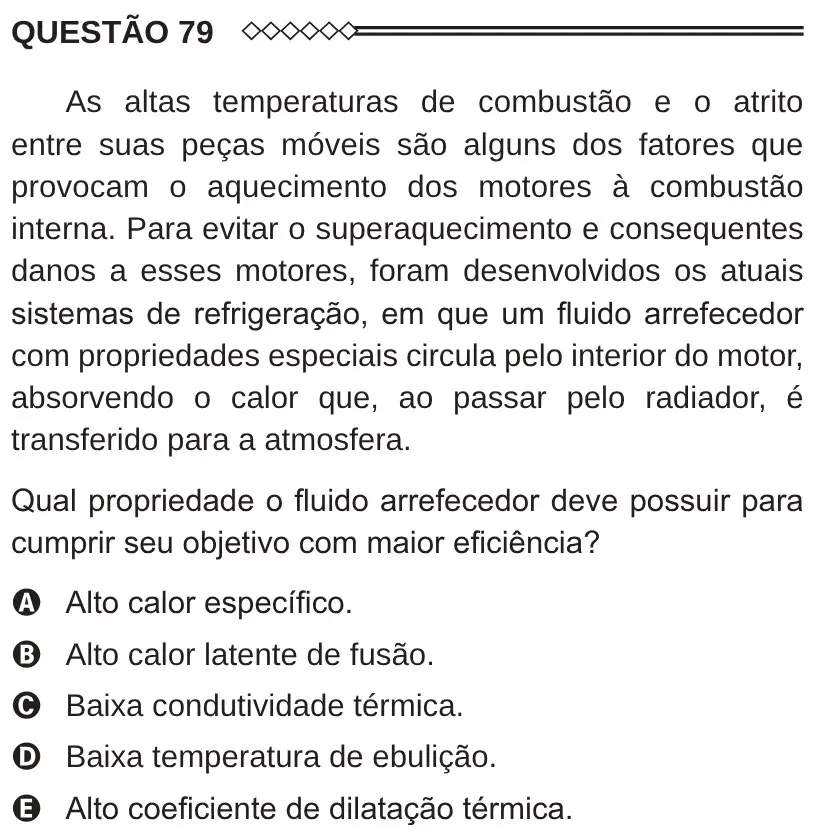 QUESTÃO 79
As altas temperaturas de combustão e o atrito
entre suas peças móveis são alguns dos fatores que
provocam o aquecimento dos motores à combustão
interna. Para evitar o superaquecimento e consequentes
danos a esses motores, foram desenvolvidos os atuais
sistemas de refrigeração, em que um fluido arrefecedor
com propriedades especiais circula pelo interior do motor,
absorvendo o calor que, ao passar pelo radiador, é
transferido para a atmosfera.
Qual propriedade o fluido arrefecedor deve possuir para
cumprir seu objetivo com maior eficiência?
A Alto calor específico.
B Alto calor latente de fusão.
C Baixa condutividade térmica.
D Baixa temperatura de ebulição.
E Alto coeficiente de dilatação térmica.